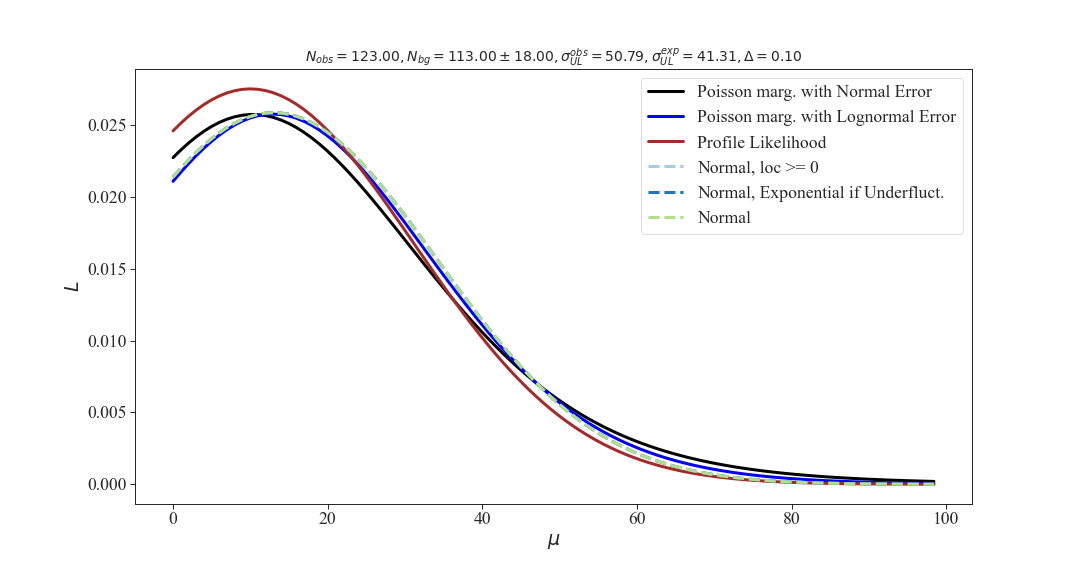 $N_{obs} = 123.00, N_{bg} = 113.00 \pm 18.00, \sigma_{UL}^{obs} = 50.79, \sigma_{UL}^{exp} = 41.31, \Delta = 0.10$
Poisson marg. with Normal Error
Poisson marg. with Lognormal Error
Profile Likelihood
Normal, loc >= 0
Normal, Exponential if Underfluct.
Normal
0.025
0.020
0.015
0.010
0.005
0.000
L
0 20 40 60 80 100
μ